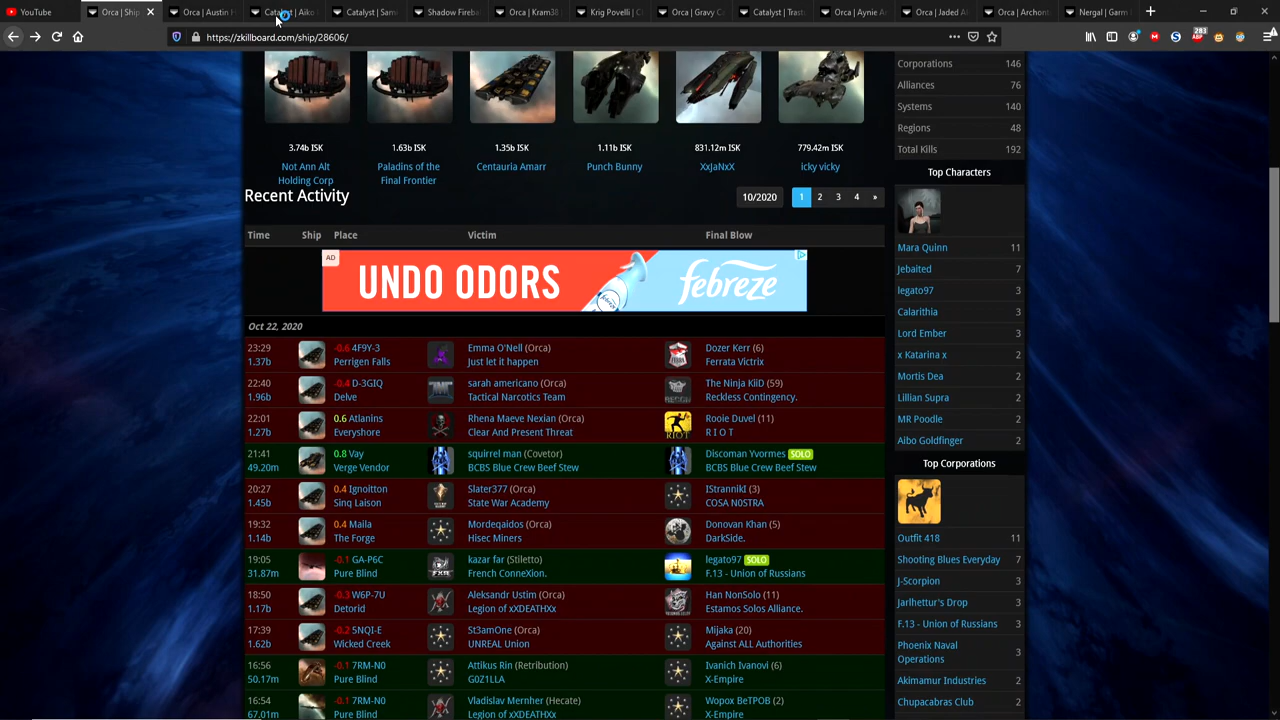 YouTube
Orca | Ship
Orca | Austin H
Catalyst | Aiko
Catalyst | Sami
Shadow Fireball
Orca | Kram38
Krig Povelli | C
Orca | Gravy C
Catalyst | Trast
Orca | Aynie A
Orca | Jaded A
Orca | Archons
Nergal | Garm
https://zkillboard.com/ship/28606/
283
3.74b ISK
1.63b ISK
1.35b ISK
1.11b ISK
831.12m ISK
779.42m ISK
Not Ann Alt
Holding Corp
Paladins of the
Final Frontier
Centauria Amarr
Punch Bunny
XxJaNxX
icky vicky
Recent Activity
10/2020
1 2 3 4 »
Time Ship Place Victim Final Blow
AD
UNDO ODORS
febreze
Oct 22, 2020
23:29 -0.6 4F9Y-3 Emma O'Nell (Orca) Dozer Kerr (6)
1.37b Perrigen Falls Just let it happen Ferrata Victrix
22:40 -0.4 D-3GIQ sarah americano (Orca) The Ninja KiiD (59)
1.96b Delve Tactical Narcotics Team Reckless Contingency.
22:01 0.6 Atlanins Rhena Maeve Nexian (Orca) Rooie Duvel (11)
1.27b Everyshore Clear And Present Threat R I O T
RIOT
21:41 0.8 Vay squirrel man (Covetor) Discoman Yvormes SOLO
49.20m Verge Vendor BCBS Blue Crew Beef Stew BCBS Blue Crew Beef Stew
20:27 0.4 Ignoitton Slater377 (Orca) IStrannikI (3)
1.45b Sinq Laison State War Academy COSA N0STRA
19:32 0.4 Maila Mordeqaidos (Orca) Donovan Khan (5)
1.14b The Forge Hisec Miners DarkSide.
19:05 -0.1 GA-P6C kazar far (Stiletto) legato97 SOLO
31.87m Pure Blind French ConneXion. F.13 - Union of Russians
18:50 -0.3 W6P-7U Aleksandr Ustim (Orca) Han NonSolo (11)
1.17b Detorid Legion of xXDEATHXx Estamos Solos Alliance.
17:39 -0.2 5NQI-E St3amOne (Orca) Mijaka (20)
1.62b Wicked Creek UNREAL Union Against ALL Authorities
16:56 -0.1 7RM-N0 Attikus Rin (Retribution) Ivanich Ivanovi (6)
50.17m Pure Blind G0Z1LLA X-Empire
16:54 -0.1 7RM-N0 Vladislav Mernher (Hecate) Wopox BeTPOB (2)
67.01m Pure Blind Legion of xXDEATHXx X-Empire
Corporations 146
Alliances 76
Systems 140
Regions 48
Total Kills 192
Top Characters
Mara Quinn 11
Jebaited 7
legato97 3
Calarithia 3
Lord Ember 3
x Katarina x 2
Mortis Dea 2
Lillian Supra 2
MR Poodle 2
Aibo Goldfinger 2
Top Corporations
Outfit 418 11
Shooting Blues Everyday 7
J-Scorpion 3
Jarlhettur's Drop 3
F.13 - Union of Russians 3
Phoenix Naval
Operations 3
Akimamur Industries 2
Chupacabras Club 2